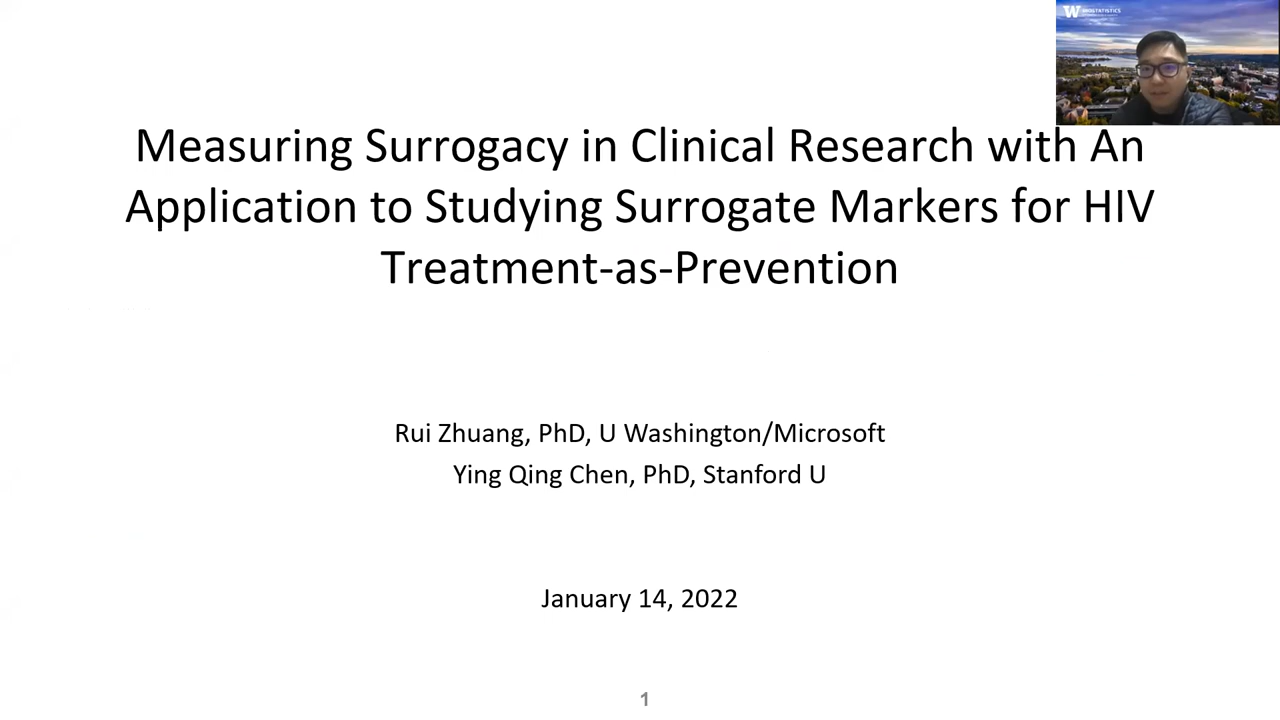 W BIOSTATISTICS
Measuring Surrogacy in Clinical Research with An
Application to Studying Surrogate Markers for HIV
Treatment-as-Prevention
Rui Zhuang, PhD, U Washington/Microsoft
Ying Qing Chen, PhD, Stanford U
January 14, 2022
1